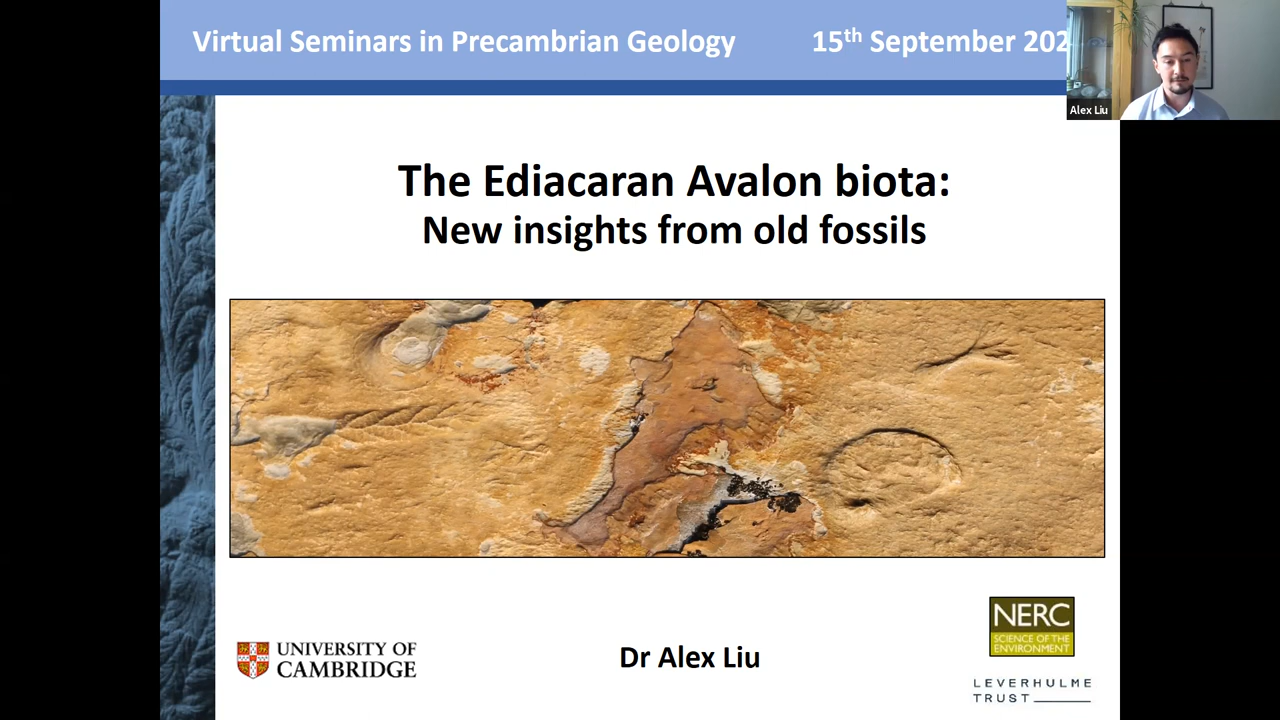 Virtual Seminars in Precambrian Geology 15th September 202
Alex Liu
The Ediacaran Avalon biota:
New insights from old fossils
UNIVERSITY OF
CAMBRIDGE
Dr Alex Liu
NERC
SCIENCE OF THE
ENVIRONMENT
LEVERHULME
TRUST